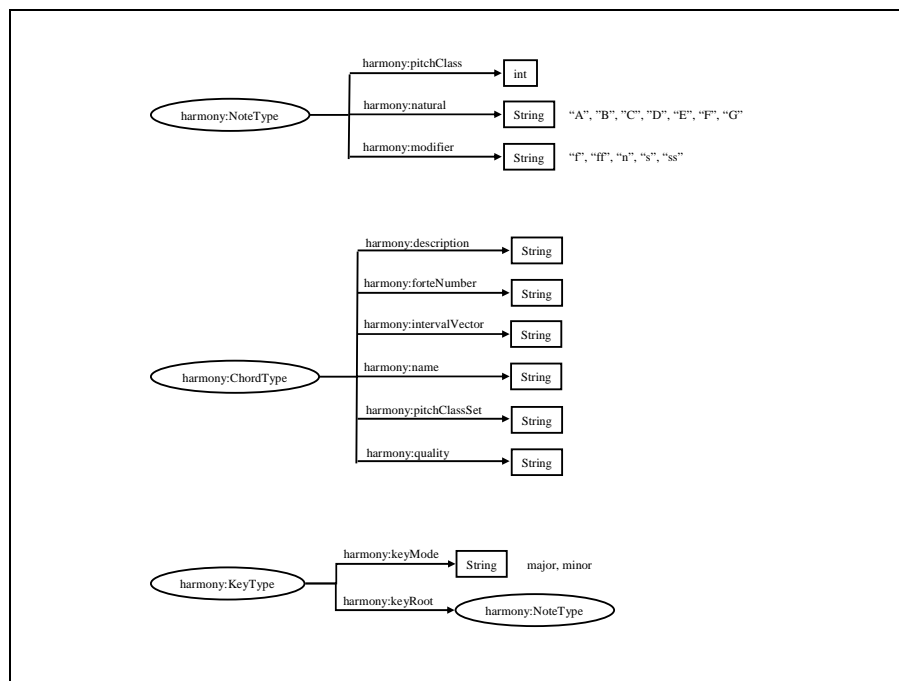 harmony:pitchClass
int
harmony:NoteType
harmony:natural
String
“A”, ”B”, ”C”, ”D”, “E”, “F”, “G”
harmony:modifier
String
“f”, “ff”, “n”, “s”, “ss”
harmony:description
String
harmony:forteNumber
String
harmony:intervalVector
String
harmony:ChordType
harmony:name
String
harmony:pitchClassSet
String
harmony:quality
String
harmony:keyMode
String
major, minor
harmony:KeyType
harmony:keyRoot
harmony:NoteType